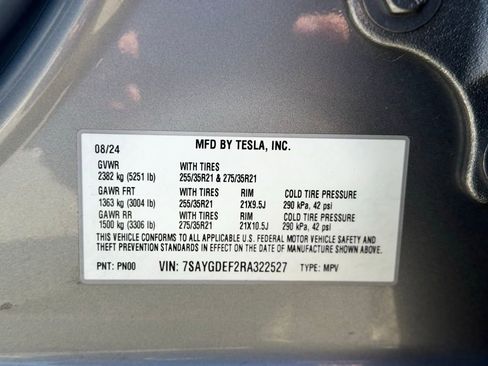 08/24 MFD BY TESLA, INC.
GVWR WITH TIRES
2382 kg (5251 lb) 255/35R21 & 275/35R21
GAWR FRT WITH TIRES RIM COLD TIRE PRESSURE
1363 kg (3004 lb) 255/35R21 21X9.5J 290 kPa, 42 psi
GAWR RR WITH TIRES RIM COLD TIRE PRESSURE
1500 kg (3306 lb) 275/35R21 21X10.5J 290 kPa, 42 psi
THIS VEHICLE CONFORMS TO ALL APPLICABLE U.S. FEDERAL MOTOR VEHICLE SAFETY AND
THEFT PREVENTION STANDARDS IN EFFECT ON THE DATE OF MANUFACTURE SHOWN ABOVE.
PNT: PN00 VIN: 7SAYGDEF2RA322527 TYPE: MPV